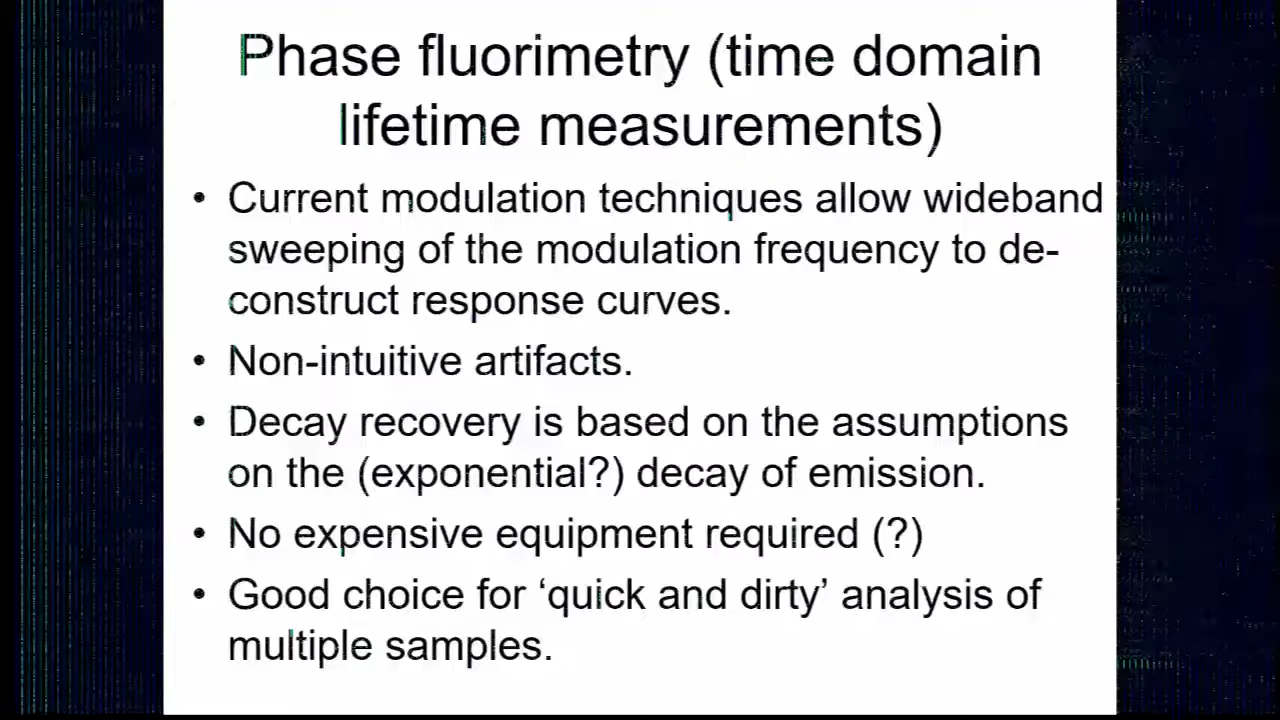 Phase fluorimetry (time domain
lifetime measurements)
• Current modulation techniques allow wideband
sweeping of the modulation frequency to de-
construct response curves.
• Non-intuitive artifacts.
• Decay recovery is based on the assumptions
on the (exponential?) decay of emission.
• No expensive equipment required (?)
• Good choice for ‘quick and dirty’ analysis of
multiple samples.